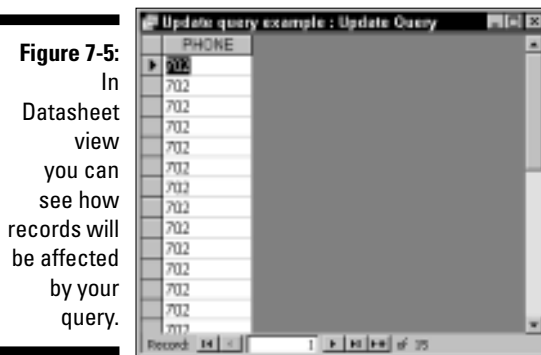 Figure 7-5:
In
Datasheet
view
you can
see how
records will
be affected
by your
query.
Update query example : Update Query
PHONE
702
702
702
702
702
702
702
702
702
702
702
702
702
702
Record: 1 of 35